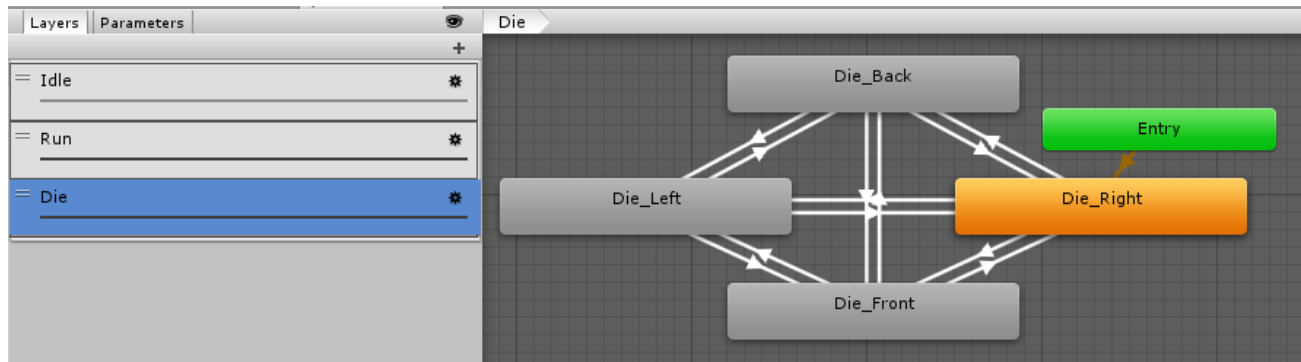 Layers Parameters
Die
Idle
Run
Die
Die_Back
Entry
Die_Left
Die_Right
Die_Front